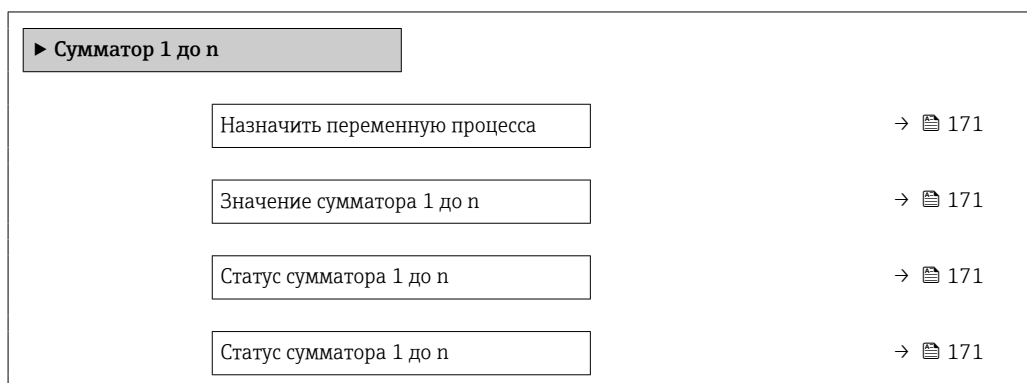 ► Сумматор 1 до n
Назначить переменную процесса → 171
Значение сумматора 1 до n → 171
Статус сумматора 1 до n → 171
Статус сумматора 1 до n → 171